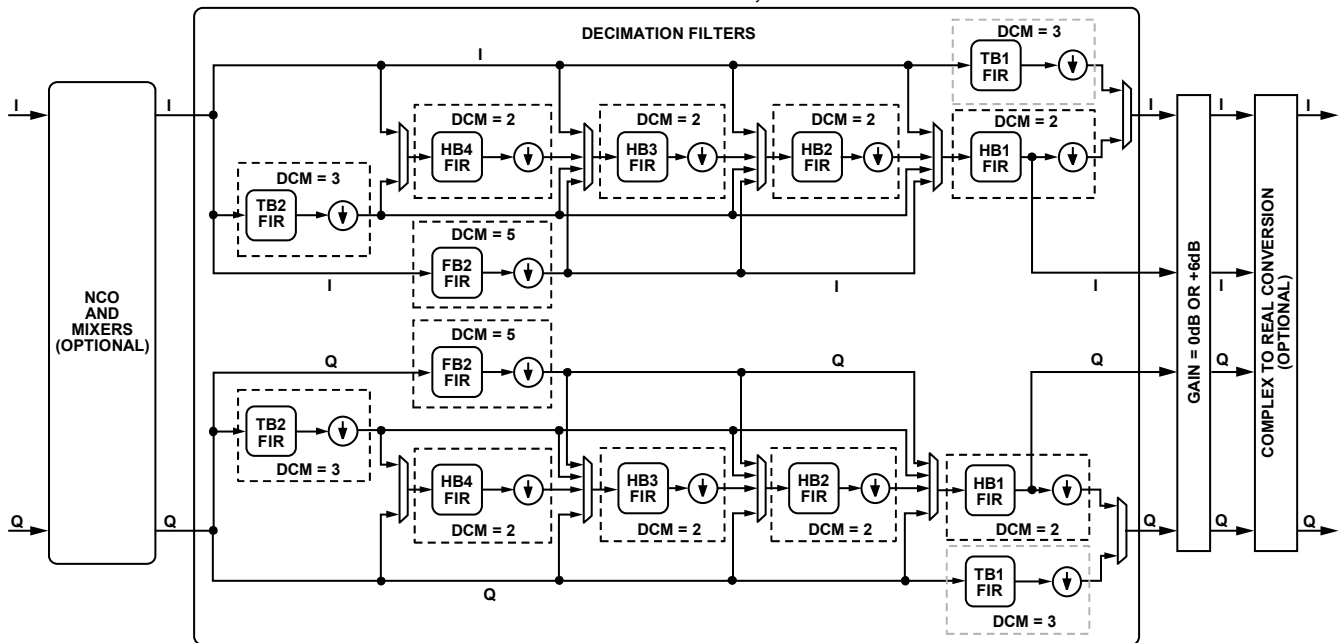 DECIMATION FILTERS
DCM = 3
I
TB1
FIR
I
I
DCM = 2
DCM = 2
DCM = 2
DCM = 2
I
I
I
HB4
FIR
HB3
FIR
HB2
FIR
HB1
FIR
DCM = 3
TB2
FIR
DCM = 5
FB2
FIR
I
I
I
I
NCO
AND
MIXERS
(OPTIONAL)
GAIN = 0dB OR +6dB
COMPLEX TO REAL CONVERSION
(OPTIONAL)
DCM = 5
Q
FB2
FIR
Q
Q
Q
TB2
FIR
DCM = 3
HB4
FIR
DCM = 2
HB3
FIR
DCM = 2
HB2
FIR
DCM = 2
HB1
FIR
DCM = 2
Q
Q
Q
Q
Q
Q
TB1
FIR
DCM = 3